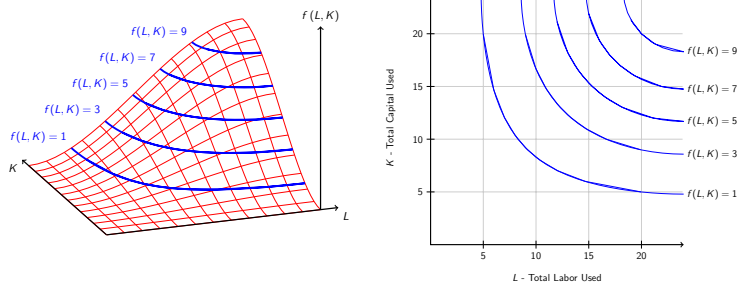 f(L, K)
f(L, K) = 9
f(L, K) = 7
f(L, K) = 5
f(L, K) = 3
f(L, K) = 1
K
L
K - Total Capital Used
20
15
10
5
f(L, K) = 9
f(L, K) = 7
f(L, K) = 5
f(L, K) = 3
f(L, K) = 1
5 10 15 20
L - Total Labor Used